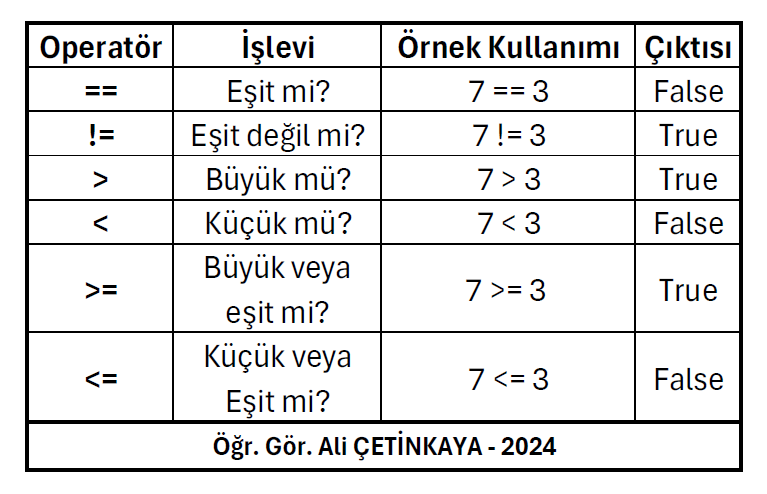 Operatör İşlevi Örnek Kullanımı Çıktısı
== Eşit mi? 7 == 3 False
!= Eşit değil mi? 7 != 3 True
> Büyük mü? 7 > 3 True
< Küçük mü? 7 < 3 False
>= Büyük veya eşit mi? 7 >= 3 True
<= Küçük veya Eşit mi? 7 <= 3 False
Öğr. Gör. Ali ÇETİNKAYA - 2024